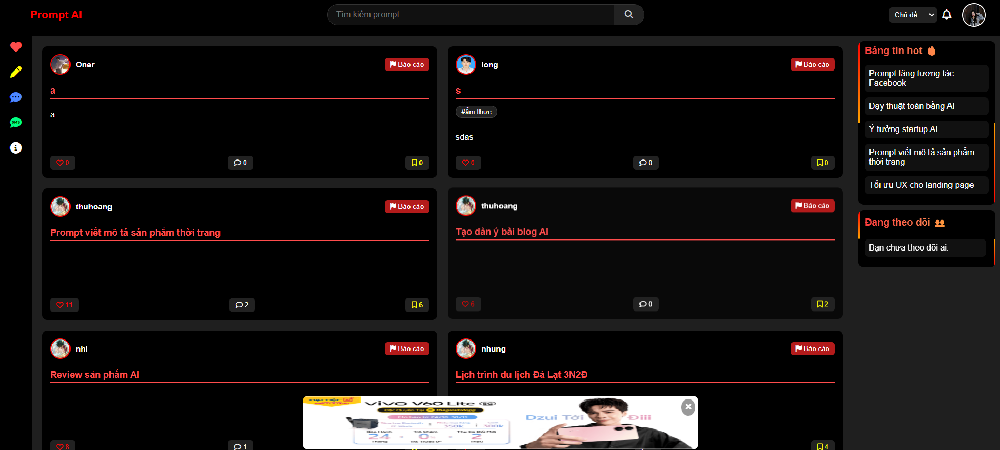 Prompt AI
Tìm kiếm prompt...
Chủ đề
Oner
Báo cáo
a
a
0
0
0
long
Báo cáo
s
#ẩm thực
sdas
0
0
0
thuhoang
Báo cáo
Prompt viết mô tả sản phẩm thời trang
11
2
6
thuhoang
Báo cáo
Tạo dàn ý bài blog AI
6
0
2
nhi
Báo cáo
Review sản phẩm AI
8
1
nhung
Báo cáo
Lịch trình du lịch Đà Lạt 3N2Đ
4
SMS
Bảng tin hot
Prompt tăng tương tác
Facebook
Dạy thuật toán bằng AI
Ý tưởng startup AI
Prompt viết mô tả sản phẩm
thời trang
Tối ưu UX cho landing page
Đang theo dõi
Bạn chưa theo dõi ai.
ĐẠI TIỆC AI
vivo V60 Lite 5G
Đặc Quyền Tại thegioididong
Mở bán từ 24/10-30/11
350k
300k
Bảo Hành
24
Tháng
Trả Chậm
0%
Trả Trước 0đ
Thu Cũ Đổi Mới
2
Triệu
Dzui Tới Điii